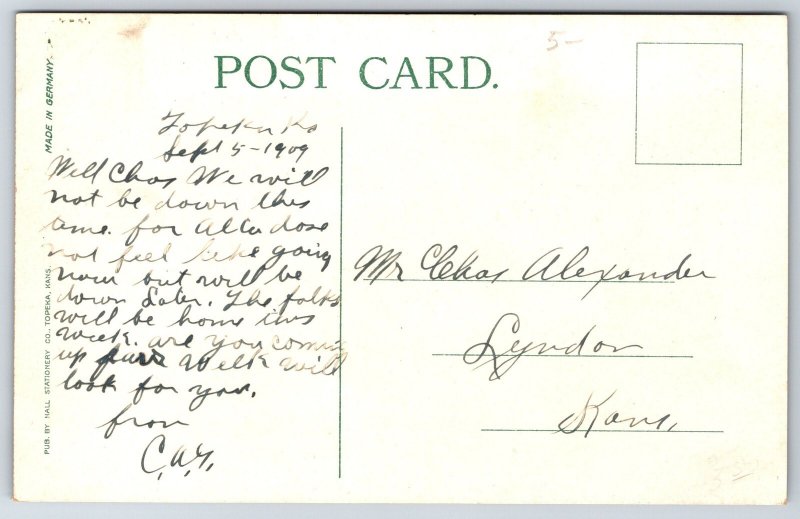 POST CARD.
5-
MADE IN GERMANY.
PUB. BY HALL STATIONERY CO., TOPEKA, KANS.
Topeka Ks
Sept 5-1909
Well Chas We will
not be down this
time. for Alta dose
not feel like going
now but will be
down Later. The folks
will be home this
week. are you coming
up fair Week will
look for you.
from
Mr Chas Alexander
Lyndon
Kans.